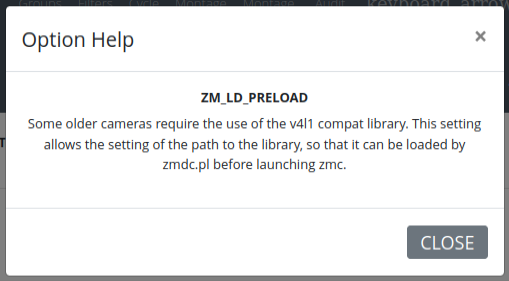 Groups Filters Cycle Montage Montage Audit keyboard_arrow
Option Help ×
ZM_LD_PRELOAD
Some older cameras require the use of the v4l1 compat library. This setting
allows the setting of the path to the library, so that it can be loaded by
zmdc.pl before launching zmc.
CLOSE